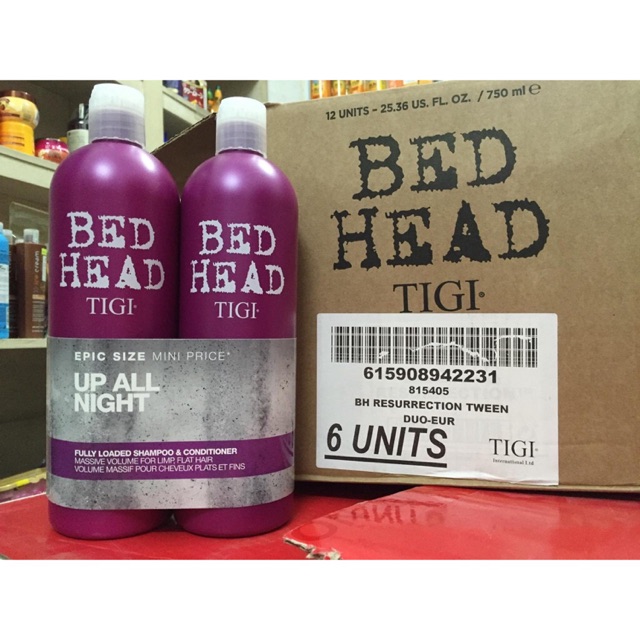 BED
HEAD
TIGI®
BED
HEAD
TIGI®
EPIC SIZE MINI PRICE*
UP ALL
NIGHT
FULLY LOADED SHAMPOO & CONDITIONER
MASSIVE VOLUME FOR LIMP, FLAT HAIR
VOLUME MASSIF POUR CHEVEUX PLATS ET FINS
12 UNITS – 25.36 US. FL. OZ. / 750 ml ℮
BED
HEAD
TIGI®
615908942231
815405
BH RESURRECTION TWEEN
DUO-EUR
6 UNITS
TIGI®
International Ltd.